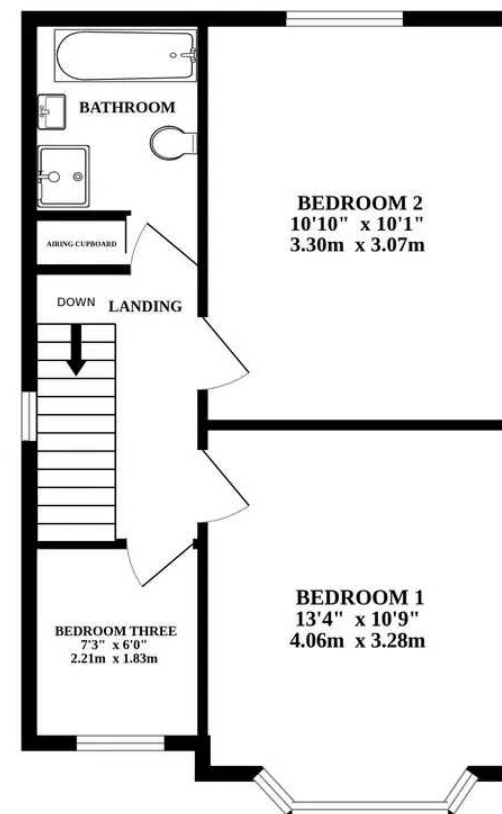 BATHROOM
BEDROOM 2
10'10" x 10'1"
3.30m x 3.07m
AIRING CUPBOARD
DOWN
LANDING
BEDROOM 1
13'4" x 10'9"
4.06m x 3.28m
BEDROOM THREE
7'3" x 6'0"
2.21m x 1.83m